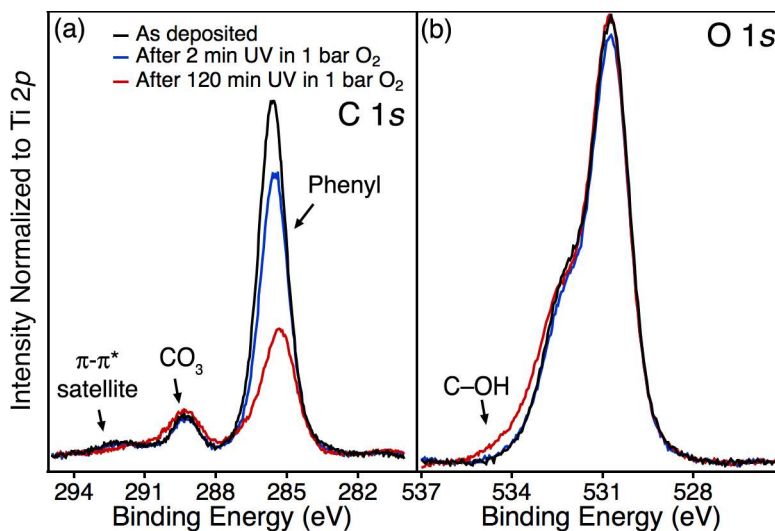 (a)
As deposited
After 2 min UV in 1 bar O₂
After 120 min UV in 1 bar O₂
C 1s
Phenyl
π-π*
satellite
CO₃
294
291
288
285
282
Binding Energy (eV)
Intensity Normalized to Ti 2p
(b)
O 1s
C–OH
537
534
531
528
Binding Energy (eV)